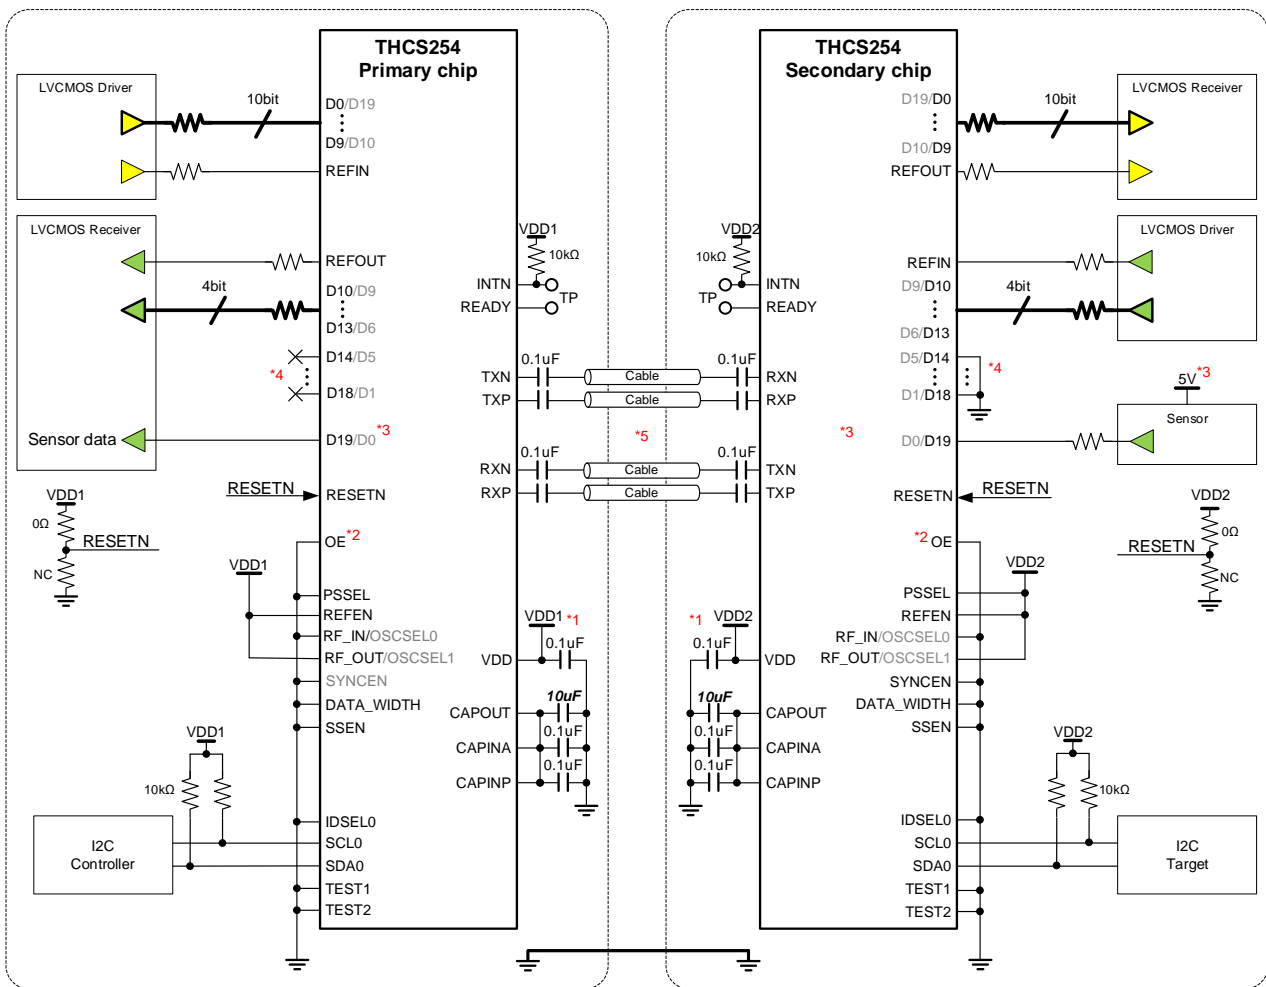 THCS254
Primary chip
LVCMOS Driver
10bit
D0/D19
D9/D10
REFIN
LVCMOS Receiver
REFOUT
4bit
D10/D9
D13/D6
*4
D14/D5
D18/D1
Sensor data
D19/D0 *3
VDD1
0Ω
RESETN
NC
RESETN
RESETN
OE *2
VDD1
PSSEL
REFEN
RF_IN/OSCSEL0
RF_OUT/OSCSEL1
SYNCEN
DATA_WIDTH
SSEN
VDD1
10kΩ
IDSEL0
I2C
Controller
SCL0
SDA0
TEST1
TEST2
VDD1
10kΩ
INTN
READY
TP
TXN
TXP
0.1uF
Cable
Cable
0.1uF
RXN
RXP
*5
RXN
RXP
0.1uF
Cable
Cable
0.1uF
TXN
TXP
VDD1 *1
0.1uF
VDD
10uF
CAPOUT
0.1uF
CAPINA
0.1uF
CAPINP
THCS254
Secondary chip
VDD2
10kΩ
TP
INTN
READY
*3
*1 VDD2
0.1uF
VDD
10uF
CAPOUT
0.1uF
CAPINA
0.1uF
CAPINP
D19/D0
D10/D9
10bit
LVCMOS Receiver
REFOUT
LVCMOS Driver
REFIN
D9/D10
4bit
D6/D13
D5/D14
*4
D1/D18
5V *3
Sensor
D0/D19
RESETN
RESETN
VDD2
0Ω
RESETN
NC
*2 OE
VDD2
PSSEL
REFEN
RF_IN/OSCSEL0
RF_OUT/OSCSEL1
SYNCEN
DATA_WIDTH
SSEN
VDD2
10kΩ
IDSEL0
SCL0
SDA0
I2C
Target
TEST1
TEST2